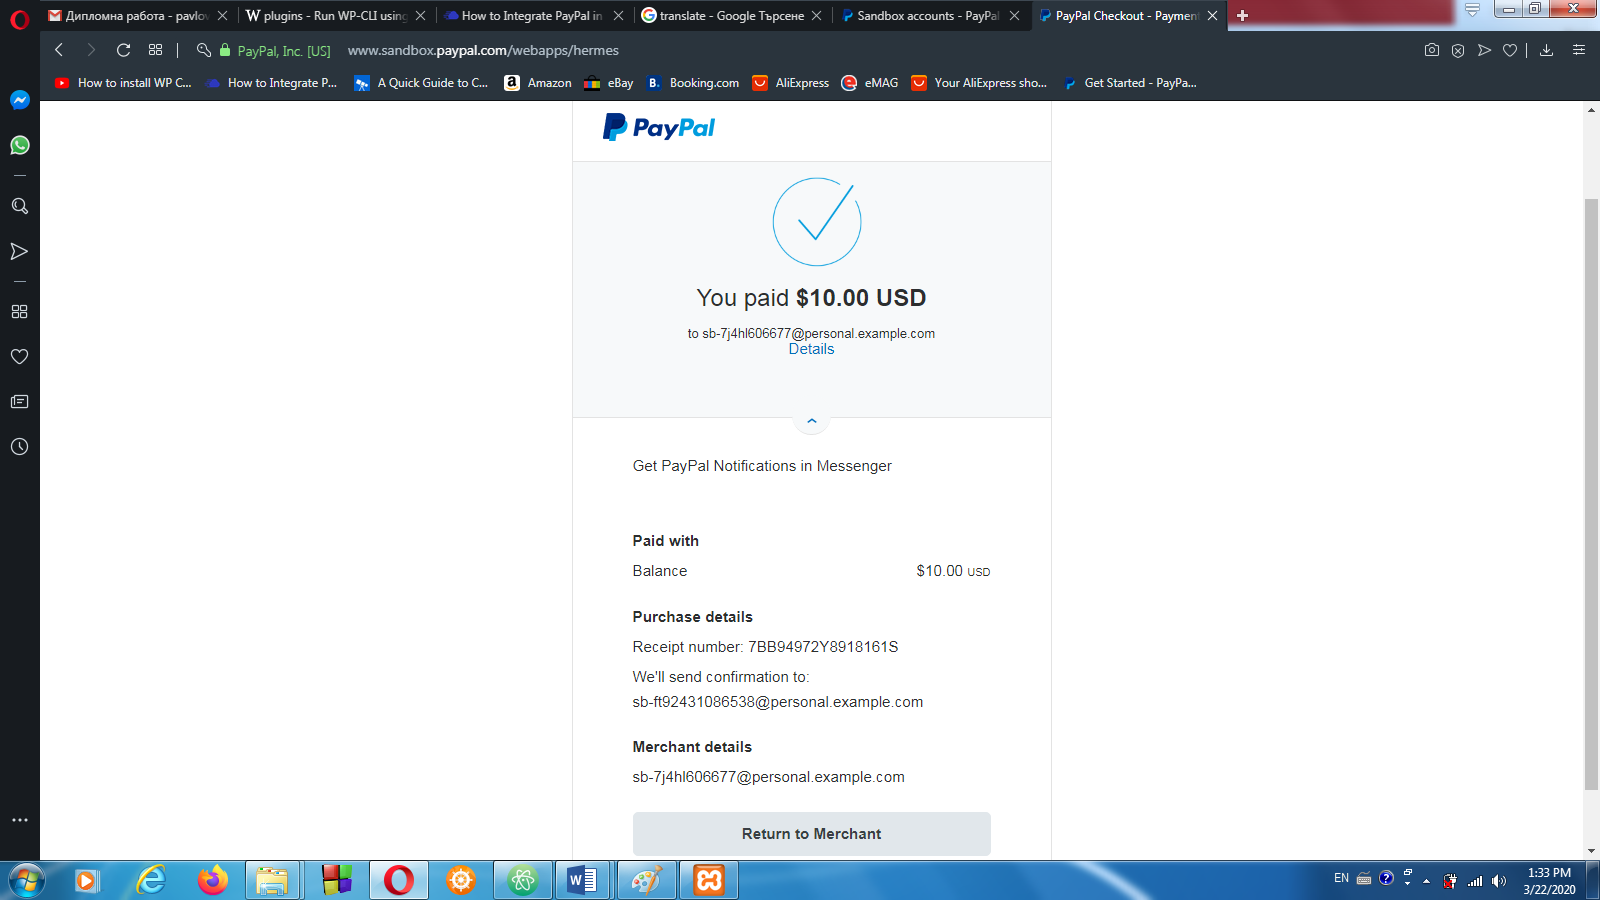 Дипломна работа - pavlov
plugins - Run WP-CLI using
How to Integrate PayPal in
translate - Google Търсене
Sandbox accounts - PayPal
PayPal Checkout - Payment
PayPal, Inc. [US]
www.sandbox.paypal.com/webapps/hermes
How to install WP C...
How to Integrate P...
A Quick Guide to C...
Amazon
eBay
Booking.com
AliExpress
eMAG
Your AliExpress sho...
Get Started - PayPa...
PayPal
You paid $10.00 USD
to sb-7j4hl606677@personal.example.com
Details
Get PayPal Notifications in Messenger
Paid with
Balance $10.00 USD
Purchase details
Receipt number: 7BB94972Y8918161S
We'll send confirmation to:
sb-ft92431086538@personal.example.com
Merchant details
sb-7j4hl606677@personal.example.com
Return to Merchant
EN
1:33 PM
3/22/2020